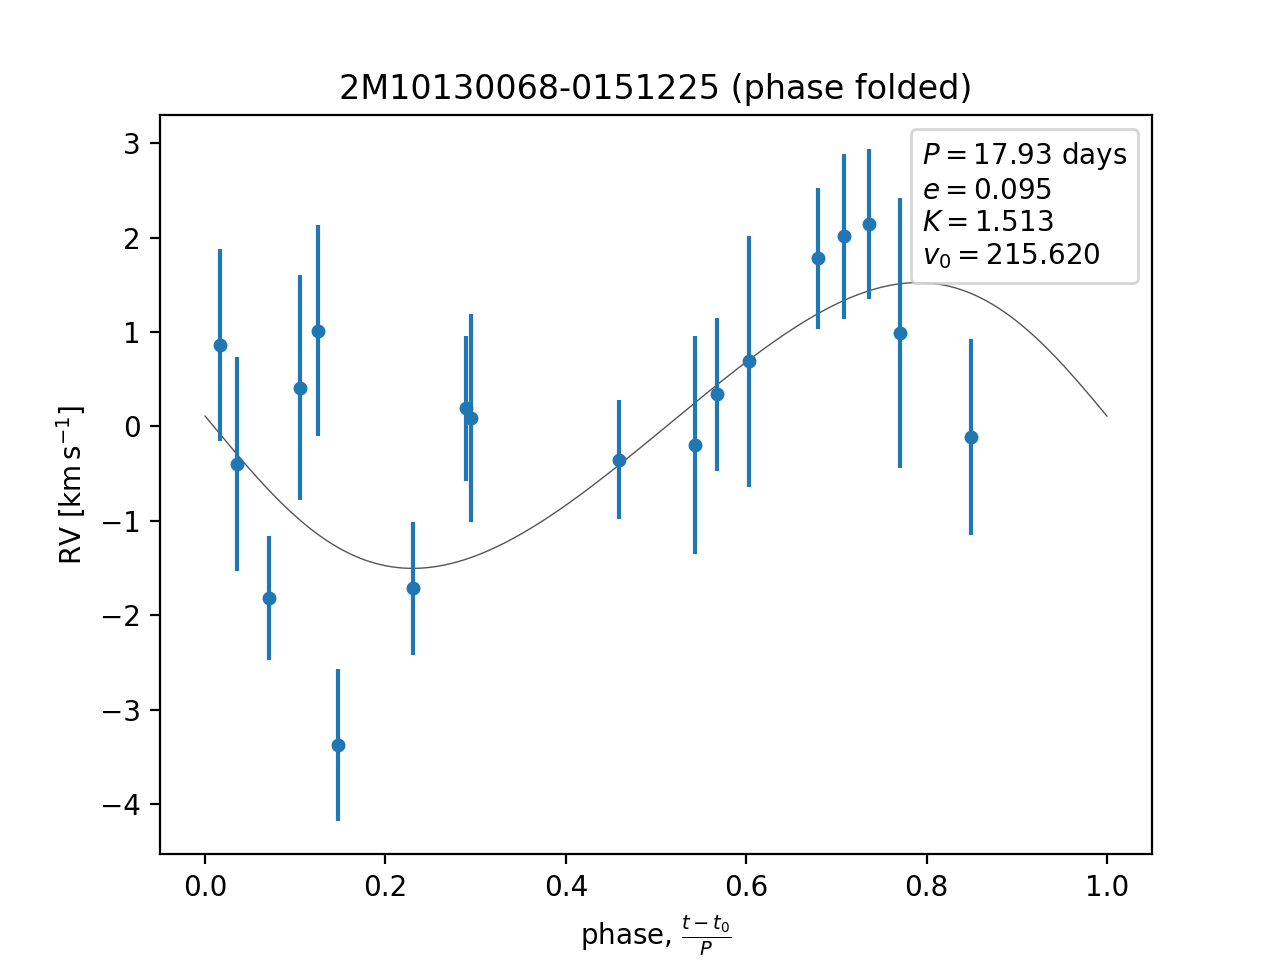 2M10130068-0151225 (phase folded)
P = 17.93 days
e = 0.095
K = 1.513
v₀ = 215.620
3
2
1
0
−1
−2
−3
−4
RV [km s⁻¹]
0.0 0.2 0.4 0.6 0.8 1.0
phase, (t − t₀)/P